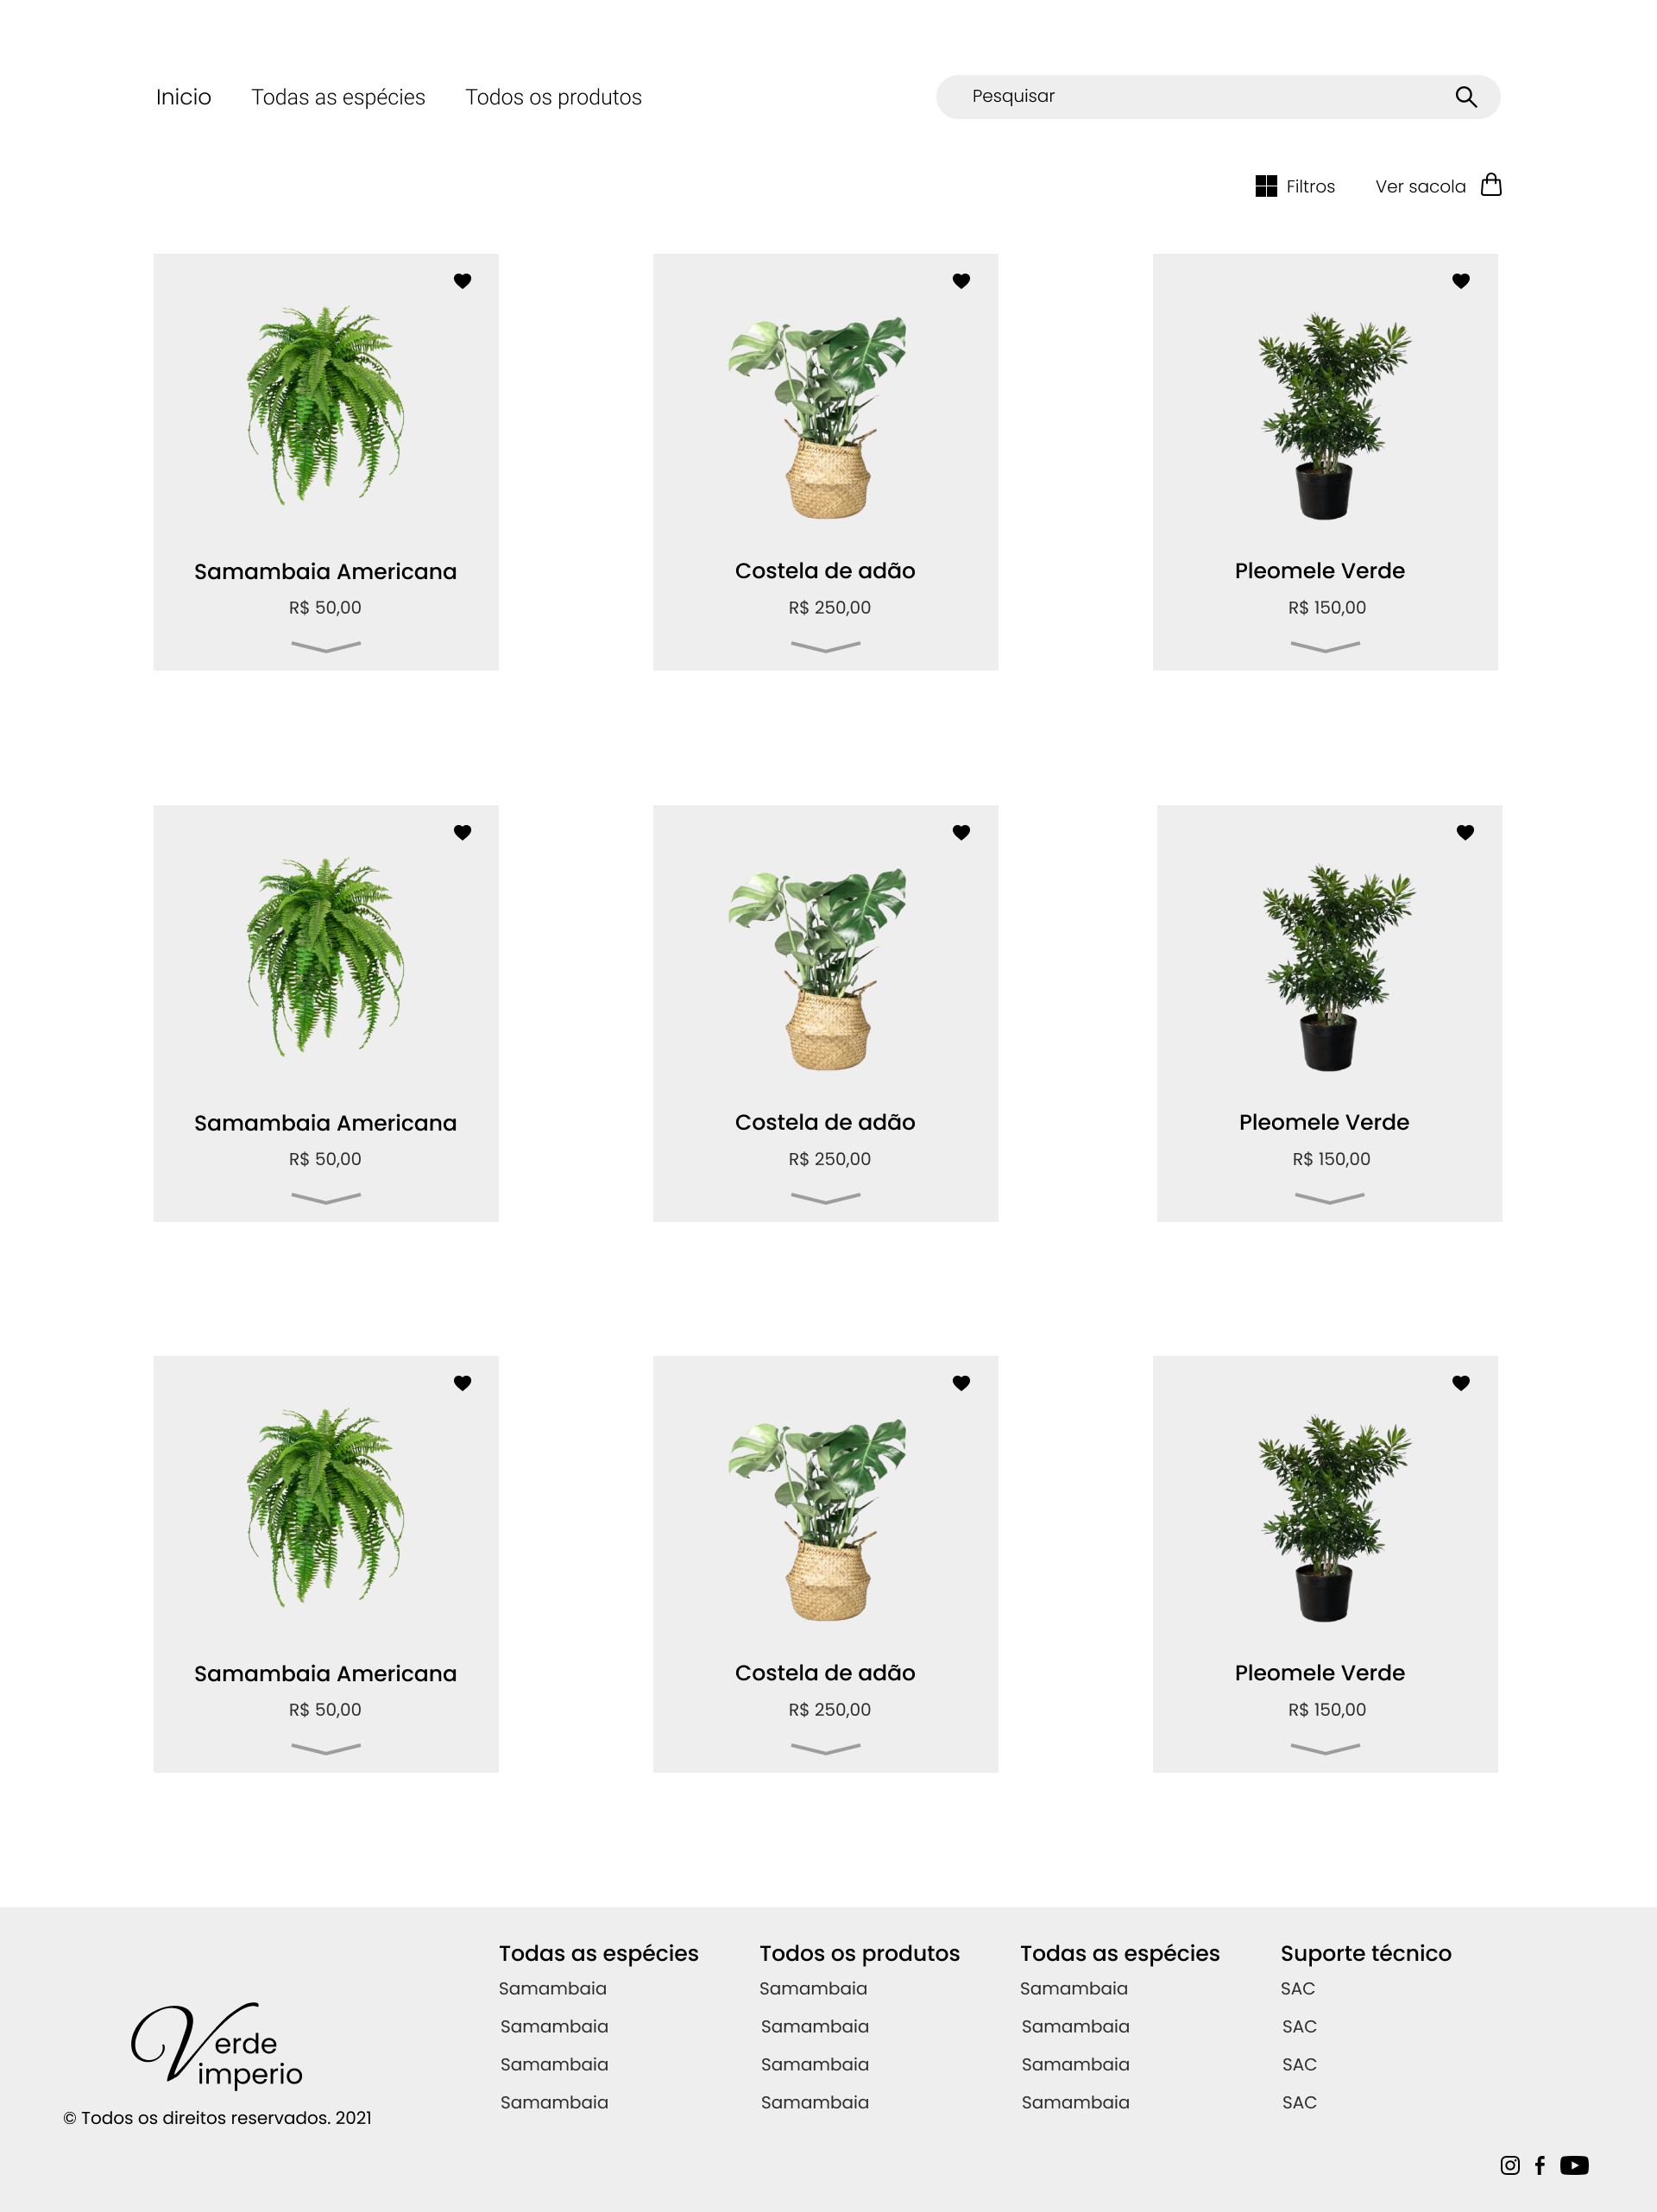 Inicio Todas as espécies Todos os produtos Pesquisar
Filtros Ver sacola
Samambaia Americana
R$ 50,00
Costela de adão
R$ 250,00
Pleomele Verde
R$ 150,00
Samambaia Americana
R$ 50,00
Costela de adão
R$ 250,00
Pleomele Verde
R$ 150,00
Samambaia Americana
R$ 50,00
Costela de adão
R$ 250,00
Pleomele Verde
R$ 150,00
Verde
imperio
© Todos os direitos reservados. 2021
Todas as espécies
Samambaia
Samambaia
Samambaia
Samambaia
Todos os produtos
Samambaia
Samambaia
Samambaia
Samambaia
Todas as espécies
Samambaia
Samambaia
Samambaia
Samambaia
Suporte técnico
SAC
SAC
SAC
SAC